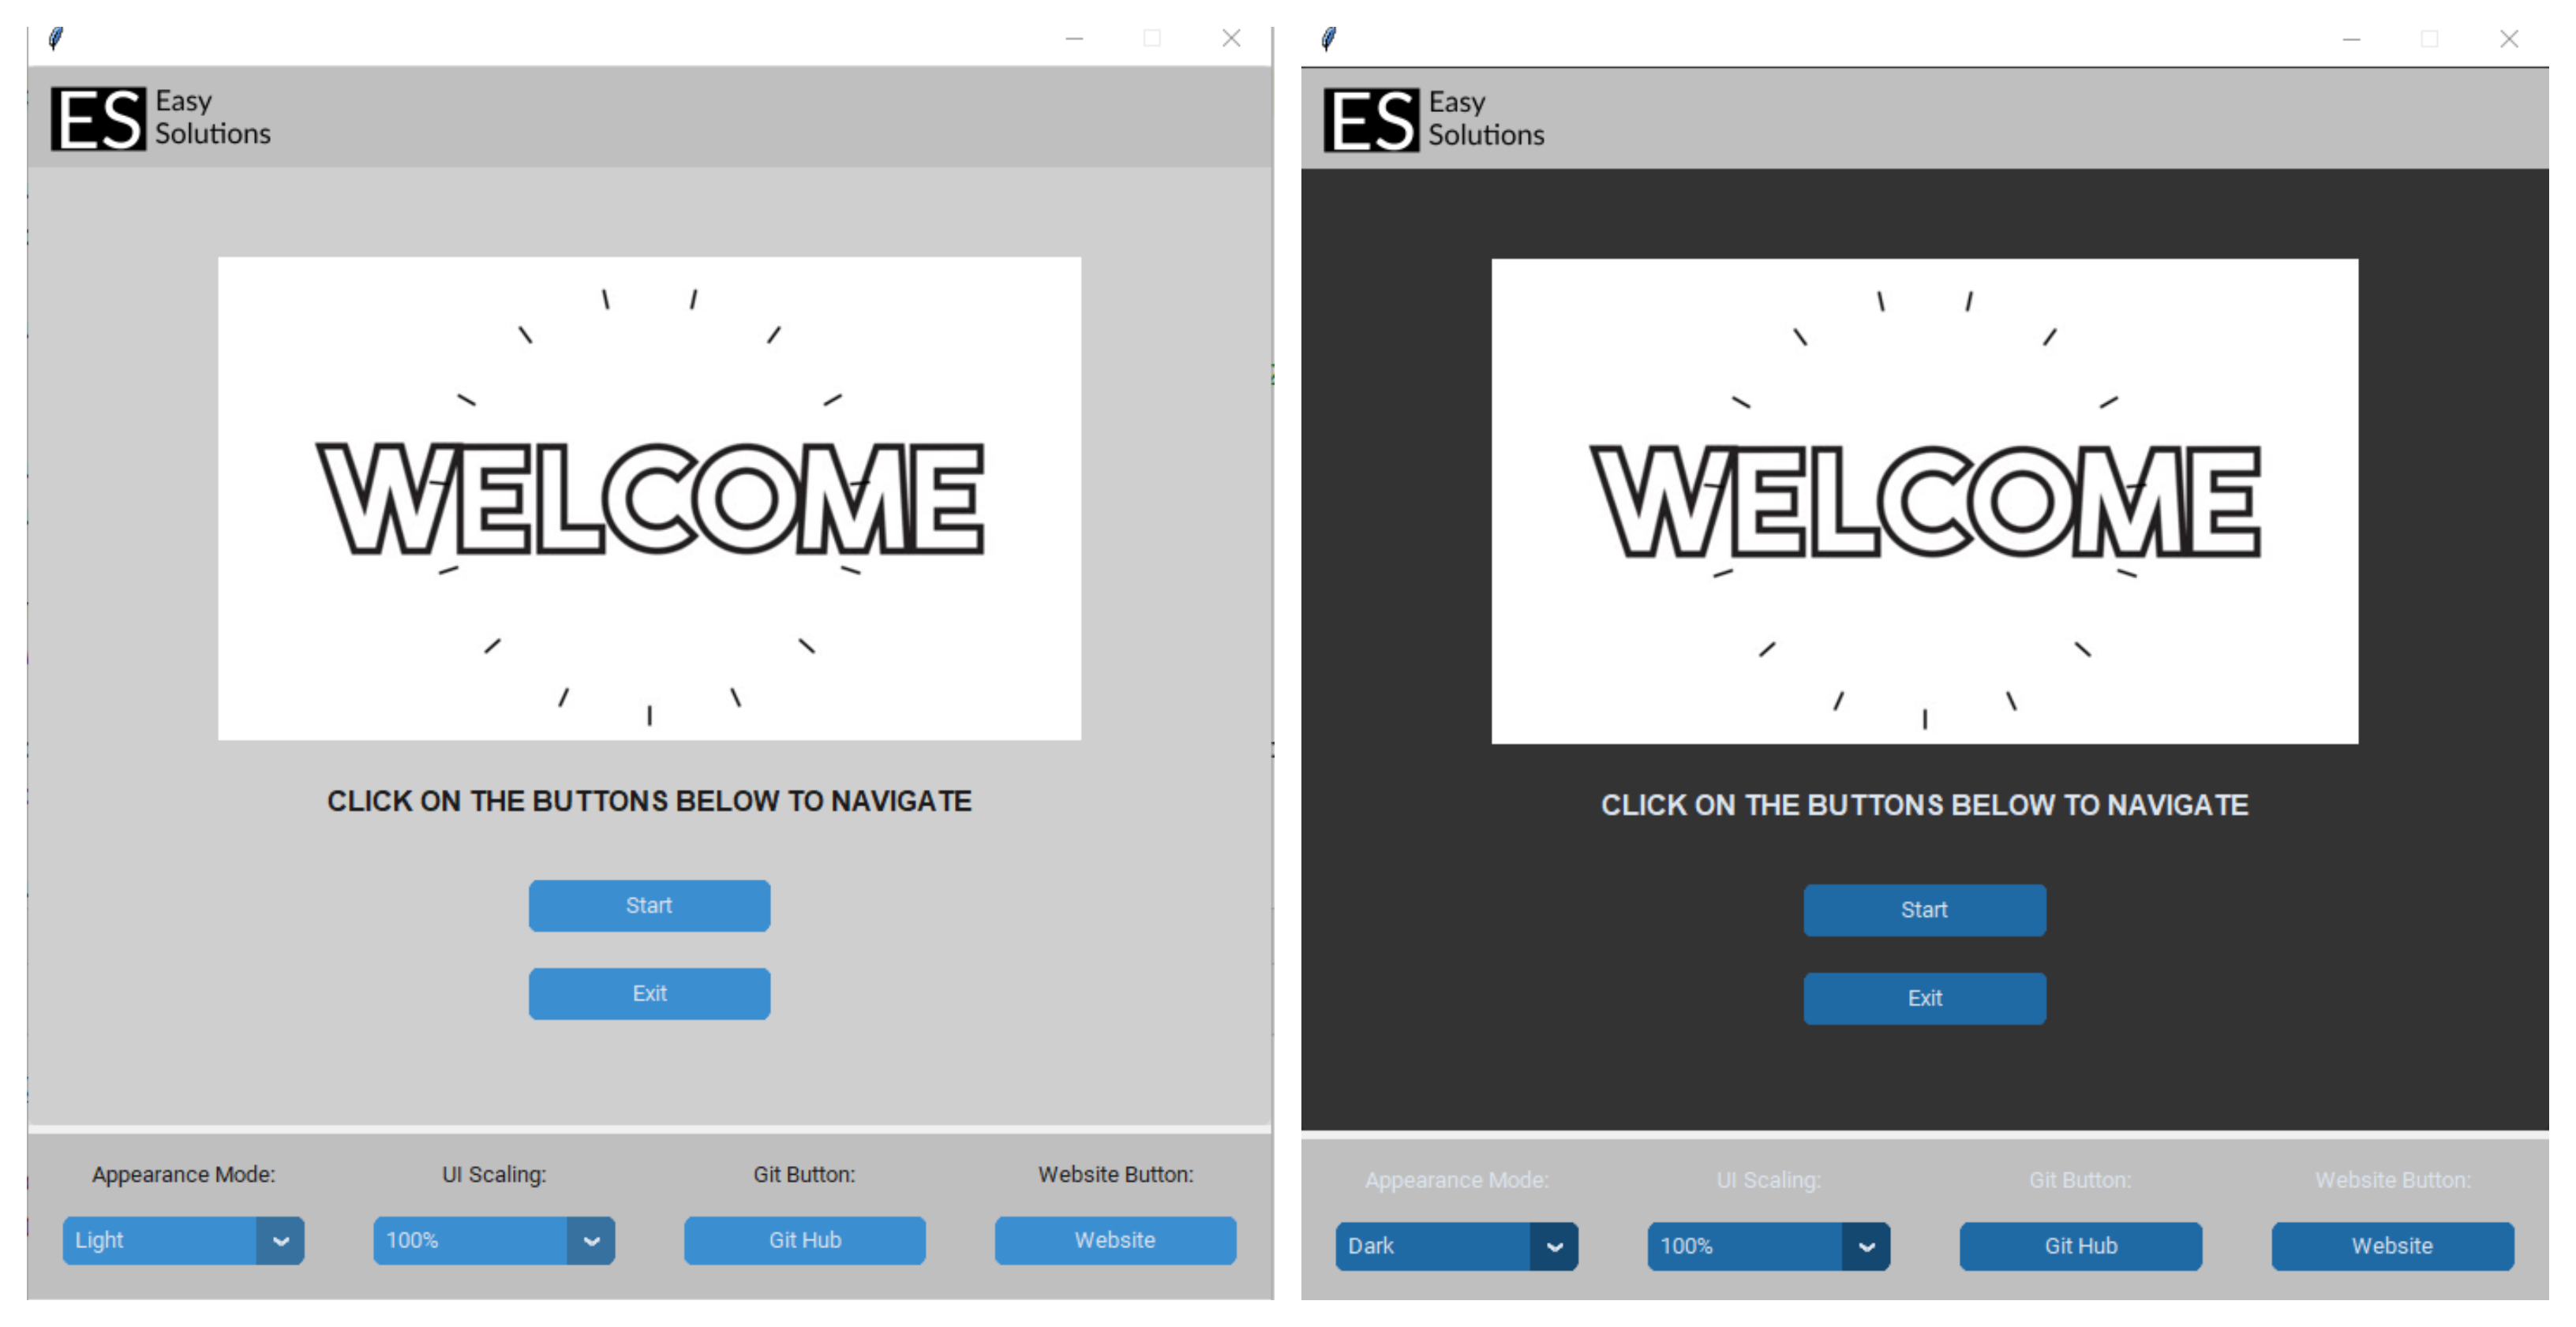 ES Easy
Solutions
WELCOME
CLICK ON THE BUTTONS BELOW TO NAVIGATE
Start
Exit
Appearance Mode: UI Scaling: Git Button: Website Button:
Light 100% Git Hub Website
ES Easy
Solutions
WELCOME
CLICK ON THE BUTTONS BELOW TO NAVIGATE
Start
Exit
Appearance Mode: UI Scaling: Git Button: Website Button:
Dark 100% Git Hub Website